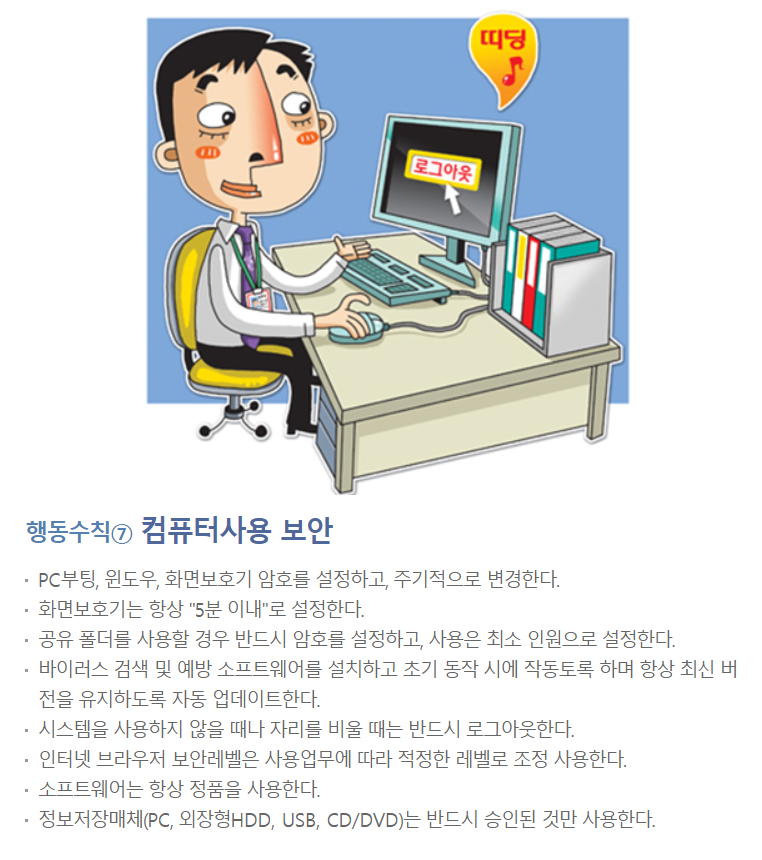 띠딩
로그아웃
행동수칙⑦ 컴퓨터사용 보안
· PC부팅, 윈도우, 화면보호기 암호를 설정하고, 주기적으로 변경한다.
· 화면보호기는 항상 "5분 이내"로 설정한다.
· 공유 폴더를 사용할 경우 반드시 암호를 설정하고, 사용은 최소 인원으로 설정한다.
· 바이러스 검색 및 예방 소프트웨어를 설치하고 초기 동작 시에 작동토록 하며 항상 최신 버
전을 유지하도록 자동 업데이트한다.
· 시스템을 사용하지 않을 때나 자리를 비울 때는 반드시 로그아웃한다.
· 인터넷 브라우저 보안레벨은 사용업무에 따라 적정한 레벨로 조정 사용한다.
· 소프트웨어는 항상 정품을 사용한다.
· 정보저장매체(PC, 외장형HDD, USB, CD/DVD)는 반드시 승인된 것만 사용한다.